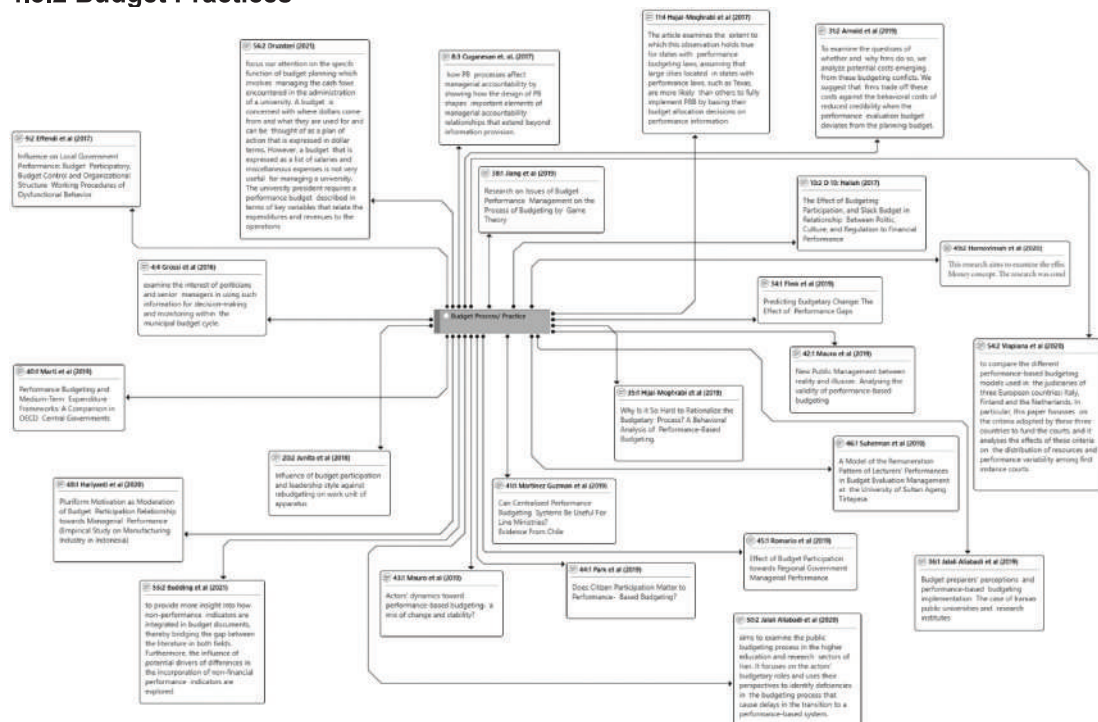 4.3.2 Budget Practices
54:2 Drundzel (2021)
focus our attention on the specifi
function of budget planning which
involves managing the cash flows
encountered in the administration
of a university. A budget is
concerned with where dollars come
from and what they are used for and
can be thought of as a plan of
action that is expressed in dollar
terms. However, a budget that is
expressed as a list of salaries and
miscellaneous expenses is not very
useful for managing a university.
The university president requires a
performance budget described in
terms of key variables that relate the
expenditures and revenues to the
operations
8:3 Cuganesan et. al. 2017)
how PB processes affect
managerial accountability by
showing how the design of PB
shapes important elements of
managerial accountability
relationships that extend beyond
information provision.
11:4 Hijal-Moghrabi (2017)
The article examines the extent to
which this observation holds true
for states with performance
budgeting laws, assuming that
large cities located in states with
performance laws, such as Texas,
are more likely than others to fully
implement PBB by basing their
budget allocation decisions on
performance information
31:2 Arnold et al (2019)
To examine the questions of
whether and why firms do so, we
analyze potential costs emerging
from these budgeting conflicts. We
suggest that firms trade off these
costs against the behavioral costs of
reduced credibility when the
performance evaluation budget
deviates from the planning budget.
9:2 Effendi et al (2017)
Influence on Local Government
Performance: Budget Participatory,
Budget Control and Organizational
Structure Working Procedures of
Dysfunctional Behavior
38:1 Jiang et al (2019)
Research on Issues of Budget
Performance Management on the
Process of Budgeting by Game
Theory
10:2 D 10: Haliah (2017)
The Effect of Budgeting
Participation, and Slack Budget in
Relationship Between Politic,
Culture, and Regulation to Financial
Performance
(2020)
This research aims to examine the effec
Money concept. The research was cond
4:4 Grossi et al (2016)
examine the interest of politicians
and senior managers in using such
information for decision-making
and monitoring within the
municipal budget cycle.
34:1 Flink et al (2019)
Predicting Budgetary Change: The
Effect of Performance Gaps
Budget Process/ Practice
42:1 Mauro et al (2019)
New Public Management between
reality and illusion: Analysing the
validity of performance-based
budgeting
54:2 Viapiana et al (2020)
to compare the different
performance-based budgeting
models used in the judiciaries of
three European countries: Italy,
Finland and the Netherlands. In
particular, this paper focusses on
the criteria adopted by these three
countries to fund the courts, and it
analyses the effects of these criteria
on the distribution of resources and
performance variability among first
instance courts
40:1 Marti et al (2019)
Performance Budgeting and
Medium-Term Expenditure
Frameworks: A Comparison in
OECD Central Governments
35:1 Hijal-Moghrabi et al (2019)
Why Is It So Hard to Rationalize the
Budgetary Process? A Behavioral
Analysis of Performance-Based
Budgeting
46:1 Suherman et al (2019)
A Model of the Remuneration
Pattern of Lecturers' Performances
in Budget Evaluation Management
at the University of Sultan Ageng
Tirtayasa
20:2 Junita et al (2018)
Influence of budget participation
and leadership style against
rebudgeting on work unit of
apparatus
48:1 Hariyanti et al (2020)
Pluriform Motivation as Moderation
of Budget Participation Relationship
towards Managerial Performance
(Empirical Study on Manufacturing
Industry in Indonesia)
41:1 Martinez Guzman et al (2019)
Can Centralized Performance
Budgeting Systems Be Useful For
Line Ministries?
Evidence From Chile
45:1 Romario et al (2019)
Effect of Budget Participation
towards Regional Government
Managerial Performance
36:1 Jalali Aliabadi et al (2019)
Budget preparers' perceptions and
performance-based budgeting
implementation The case of Iranian
public universities and research
institutes
55:2 Budding et al (2021)
to provide more insight into how
non-performance indicators are
integrated in budget documents,
thereby bridging the gap between
the literature in both fields.
Furthermore, the influence of
potential drivers of differences in
the incorporation of non-financial
performance indicators are
explored
43:1 Mauro et al (2019)
Actors' dynamics toward
performance-based budgeting- a
mix of change and stability?
44:1 Park et al (2019)
Does Citizen Participation Matter to
Performance- Based Budgeting?
50:2 Jalali Aliabadi et al (2020)
aims to examine the public
budgeting process in the higher
education and research sectors of
Iran. It focuses on the actors'
budgetary roles and uses their
perspectives to identify deficiencies
in the budgeting process that
cause delays in the transition to a
performance-based system.